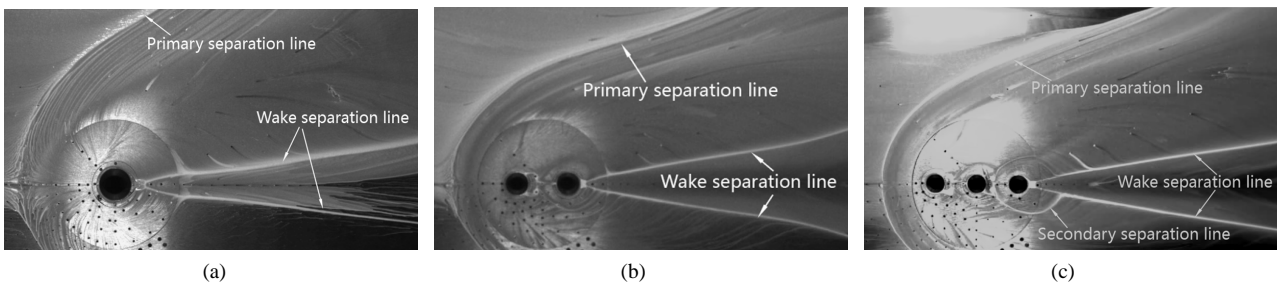 Primary separation line
Wake separation line
(a)
Primary separation line
Wake separation line
(b)
Primary separation line
Wake separation line
Secondary separation line
(c)